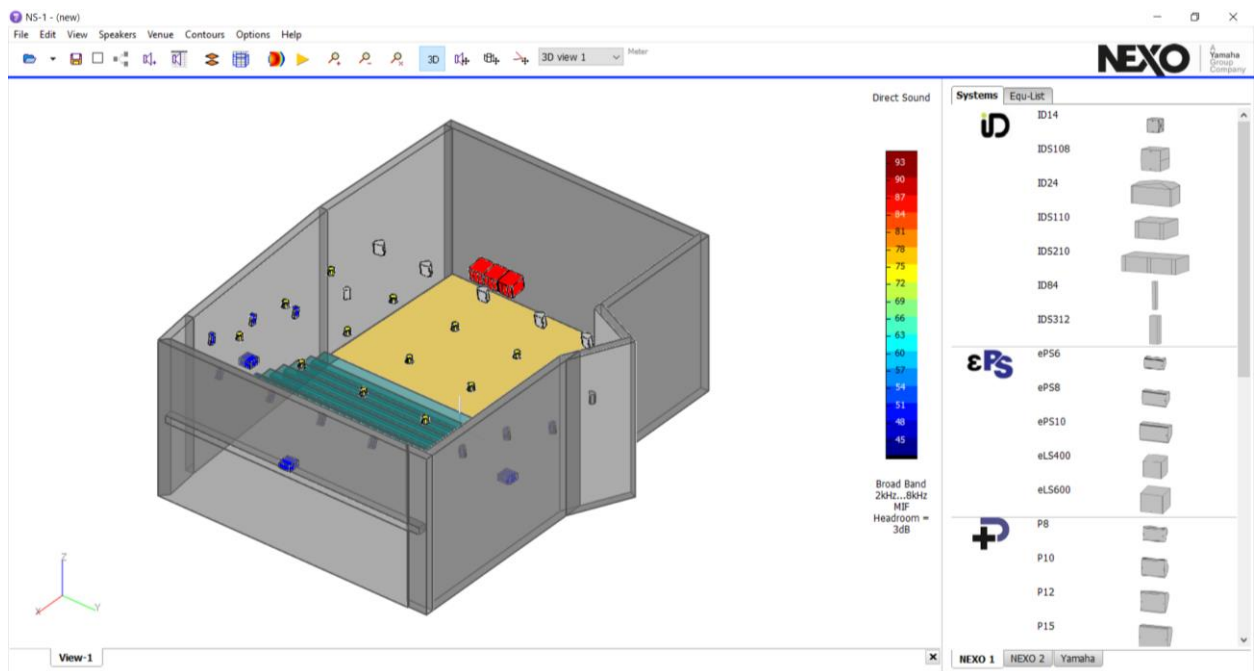 NS-1 - (new)
File Edit View Speakers Venue Contours Options Help
3D
3D view 1
Meter
NEXO
A
Yamaha
Group
Company
Direct Sound
93
90
87
84
81
78
75
72
69
66
63
60
57
54
51
48
45
Broad Band
2kHz...8kHz
MIF
Headroom =
3dB
Z
X
Y
View-1
Systems Equ-List
iD
ID14
IDS108
ID24
IDS110
IDS210
ID84
IDS312
εPS
ePS6
ePS8
ePS10
eLS400
eLS600
P+
P8
P10
P12
P15
NEXO 1 NEXO 2 Yamaha